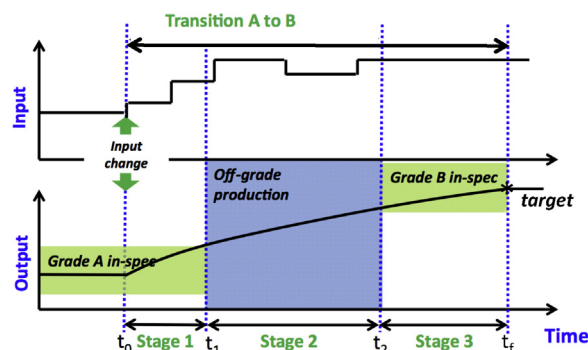 Transition A to B
Input
Input
change
Off-grade
production
Grade B in-spec
target
Grade A in-spec
Output
Time
t0 Stage 1 t1 Stage 2 t2 Stage 3 tf